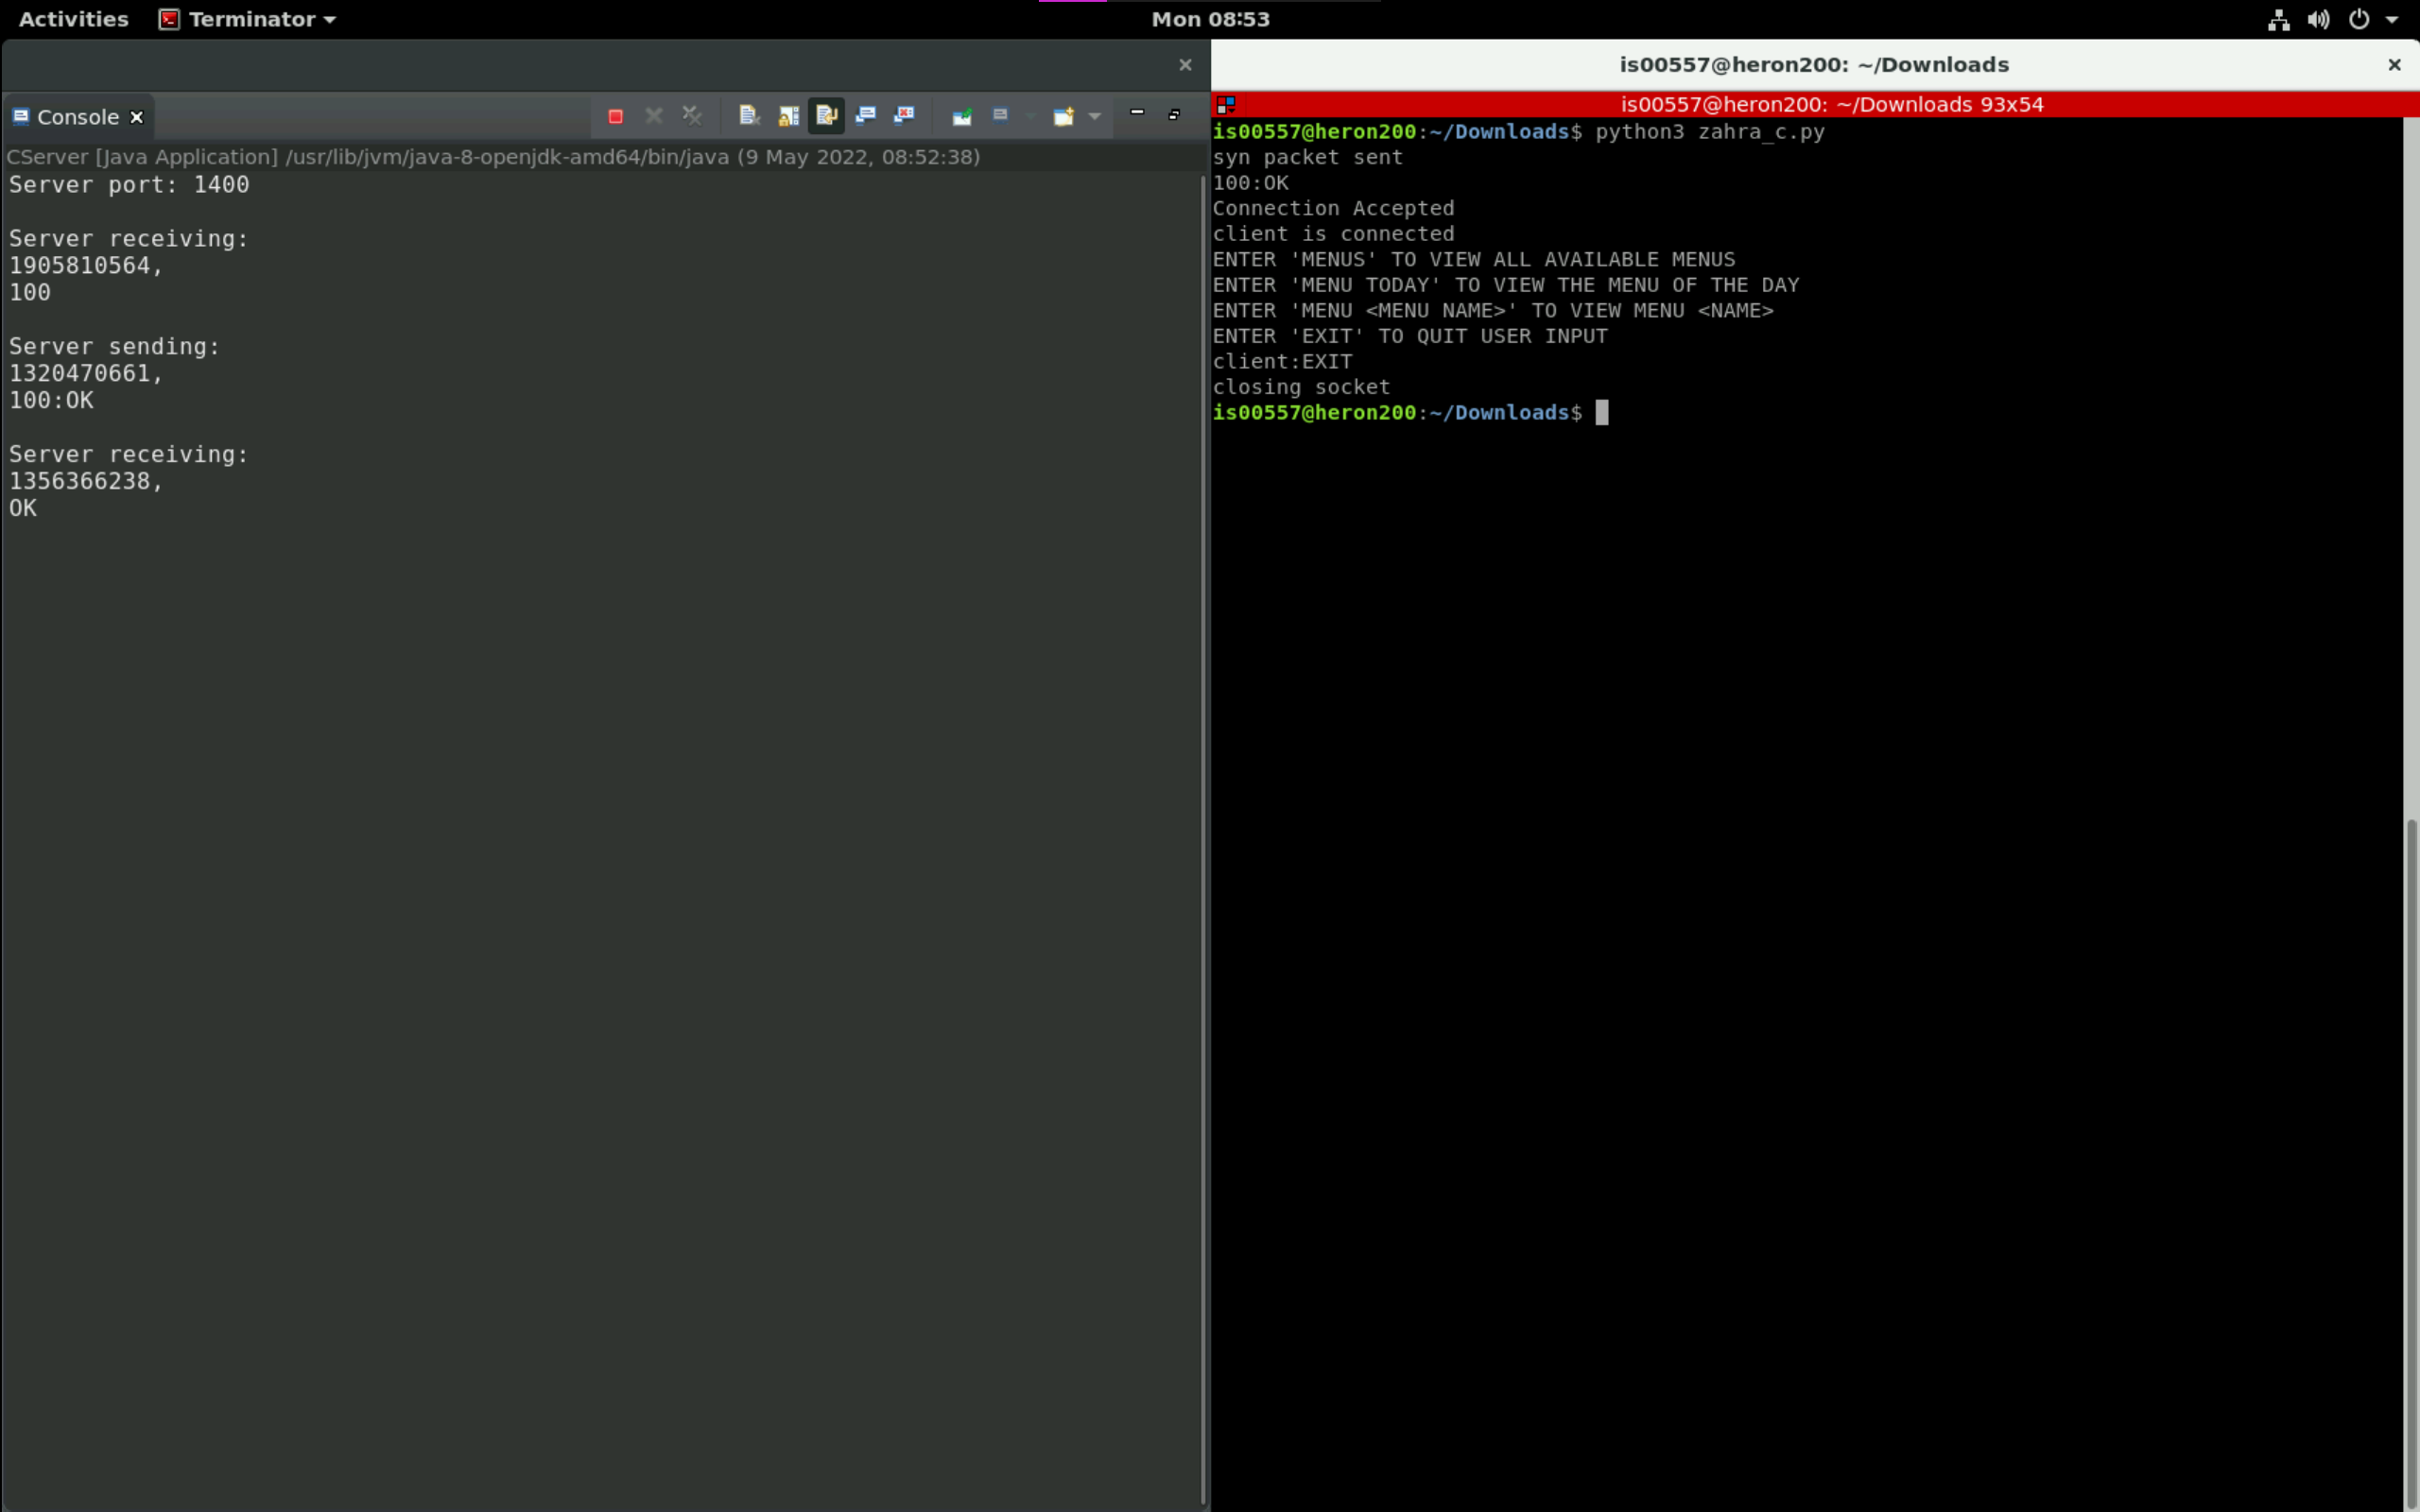 Activities Terminator Mon 08:53
Console
CServer [Java Application] /usr/lib/jvm/java-8-openjdk-amd64/bin/java (9 May 2022, 08:52:38)
Server port: 1400
Server receiving:
1905810564,
100
Server sending:
1320470661,
100:OK
Server receiving:
1356366238,
OK
is00557@heron200: ~/Downloads
is00557@heron200: ~/Downloads 93x54
is00557@heron200:~/Downloads$ python3 zahra_c.py
syn packet sent
100:OK
Connection Accepted
client is connected
ENTER 'MENUS' TO VIEW ALL AVAILABLE MENUS
ENTER 'MENU TODAY' TO VIEW THE MENU OF THE DAY
ENTER 'MENU <MENU NAME>' TO VIEW MENU <NAME>
ENTER 'EXIT' TO QUIT USER INPUT
client:EXIT
closing socket
is00557@heron200:~/Downloads$